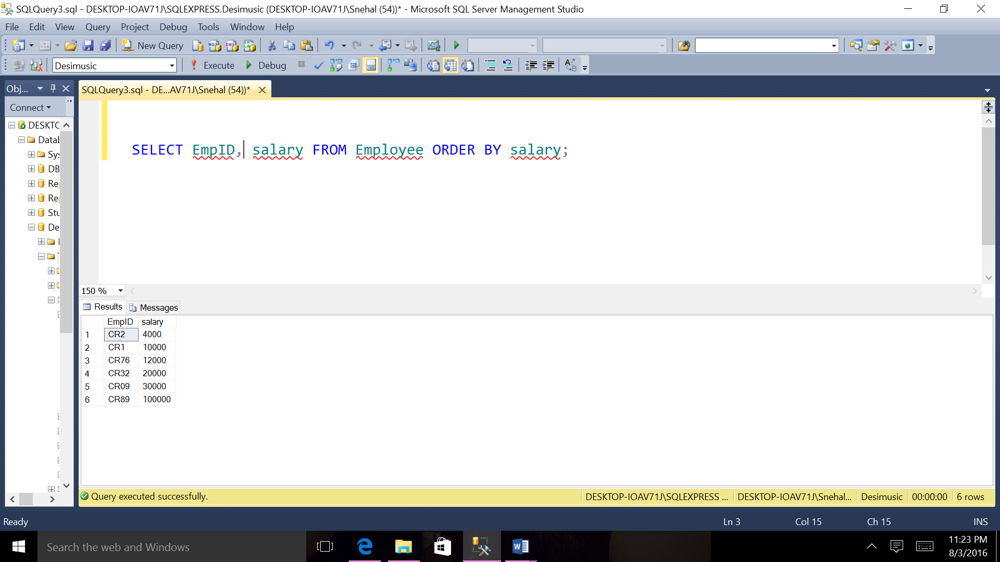 SQLQuery3.sql - DESKTOP-IOAV71J\SQLEXPRESS.Desimusic (DESKTOP-IOAV71J\Snehal (54))* - Microsoft SQL Server Management Studio
File Edit View Query Project Debug Tools Window Help
New Query
Desimusic Execute Debug
Obj... SQLQuery3.sql - DE...AV71J\Snehal (54))*
Connect
DESKTC
Datab
Sys
DB
Rep
Rep
Stu
De
SELECT EmpID, salary FROM Employee ORDER BY salary;
150 %
Results Messages
EmpID salary
1 CR2 4000
2 CR1 10000
3 CR76 12000
4 CR32 20000
5 CR09 30000
6 CR89 100000
Query executed successfully. DESKTOP-IOAV71J\SQLEXPRESS ... DESKTOP-IOAV71J\Snehal... Desimusic 00:00:00 6 rows
Ready Ln 3 Col 15 Ch 15 INS
Search the web and Windows
11:23 PM
8/3/2016